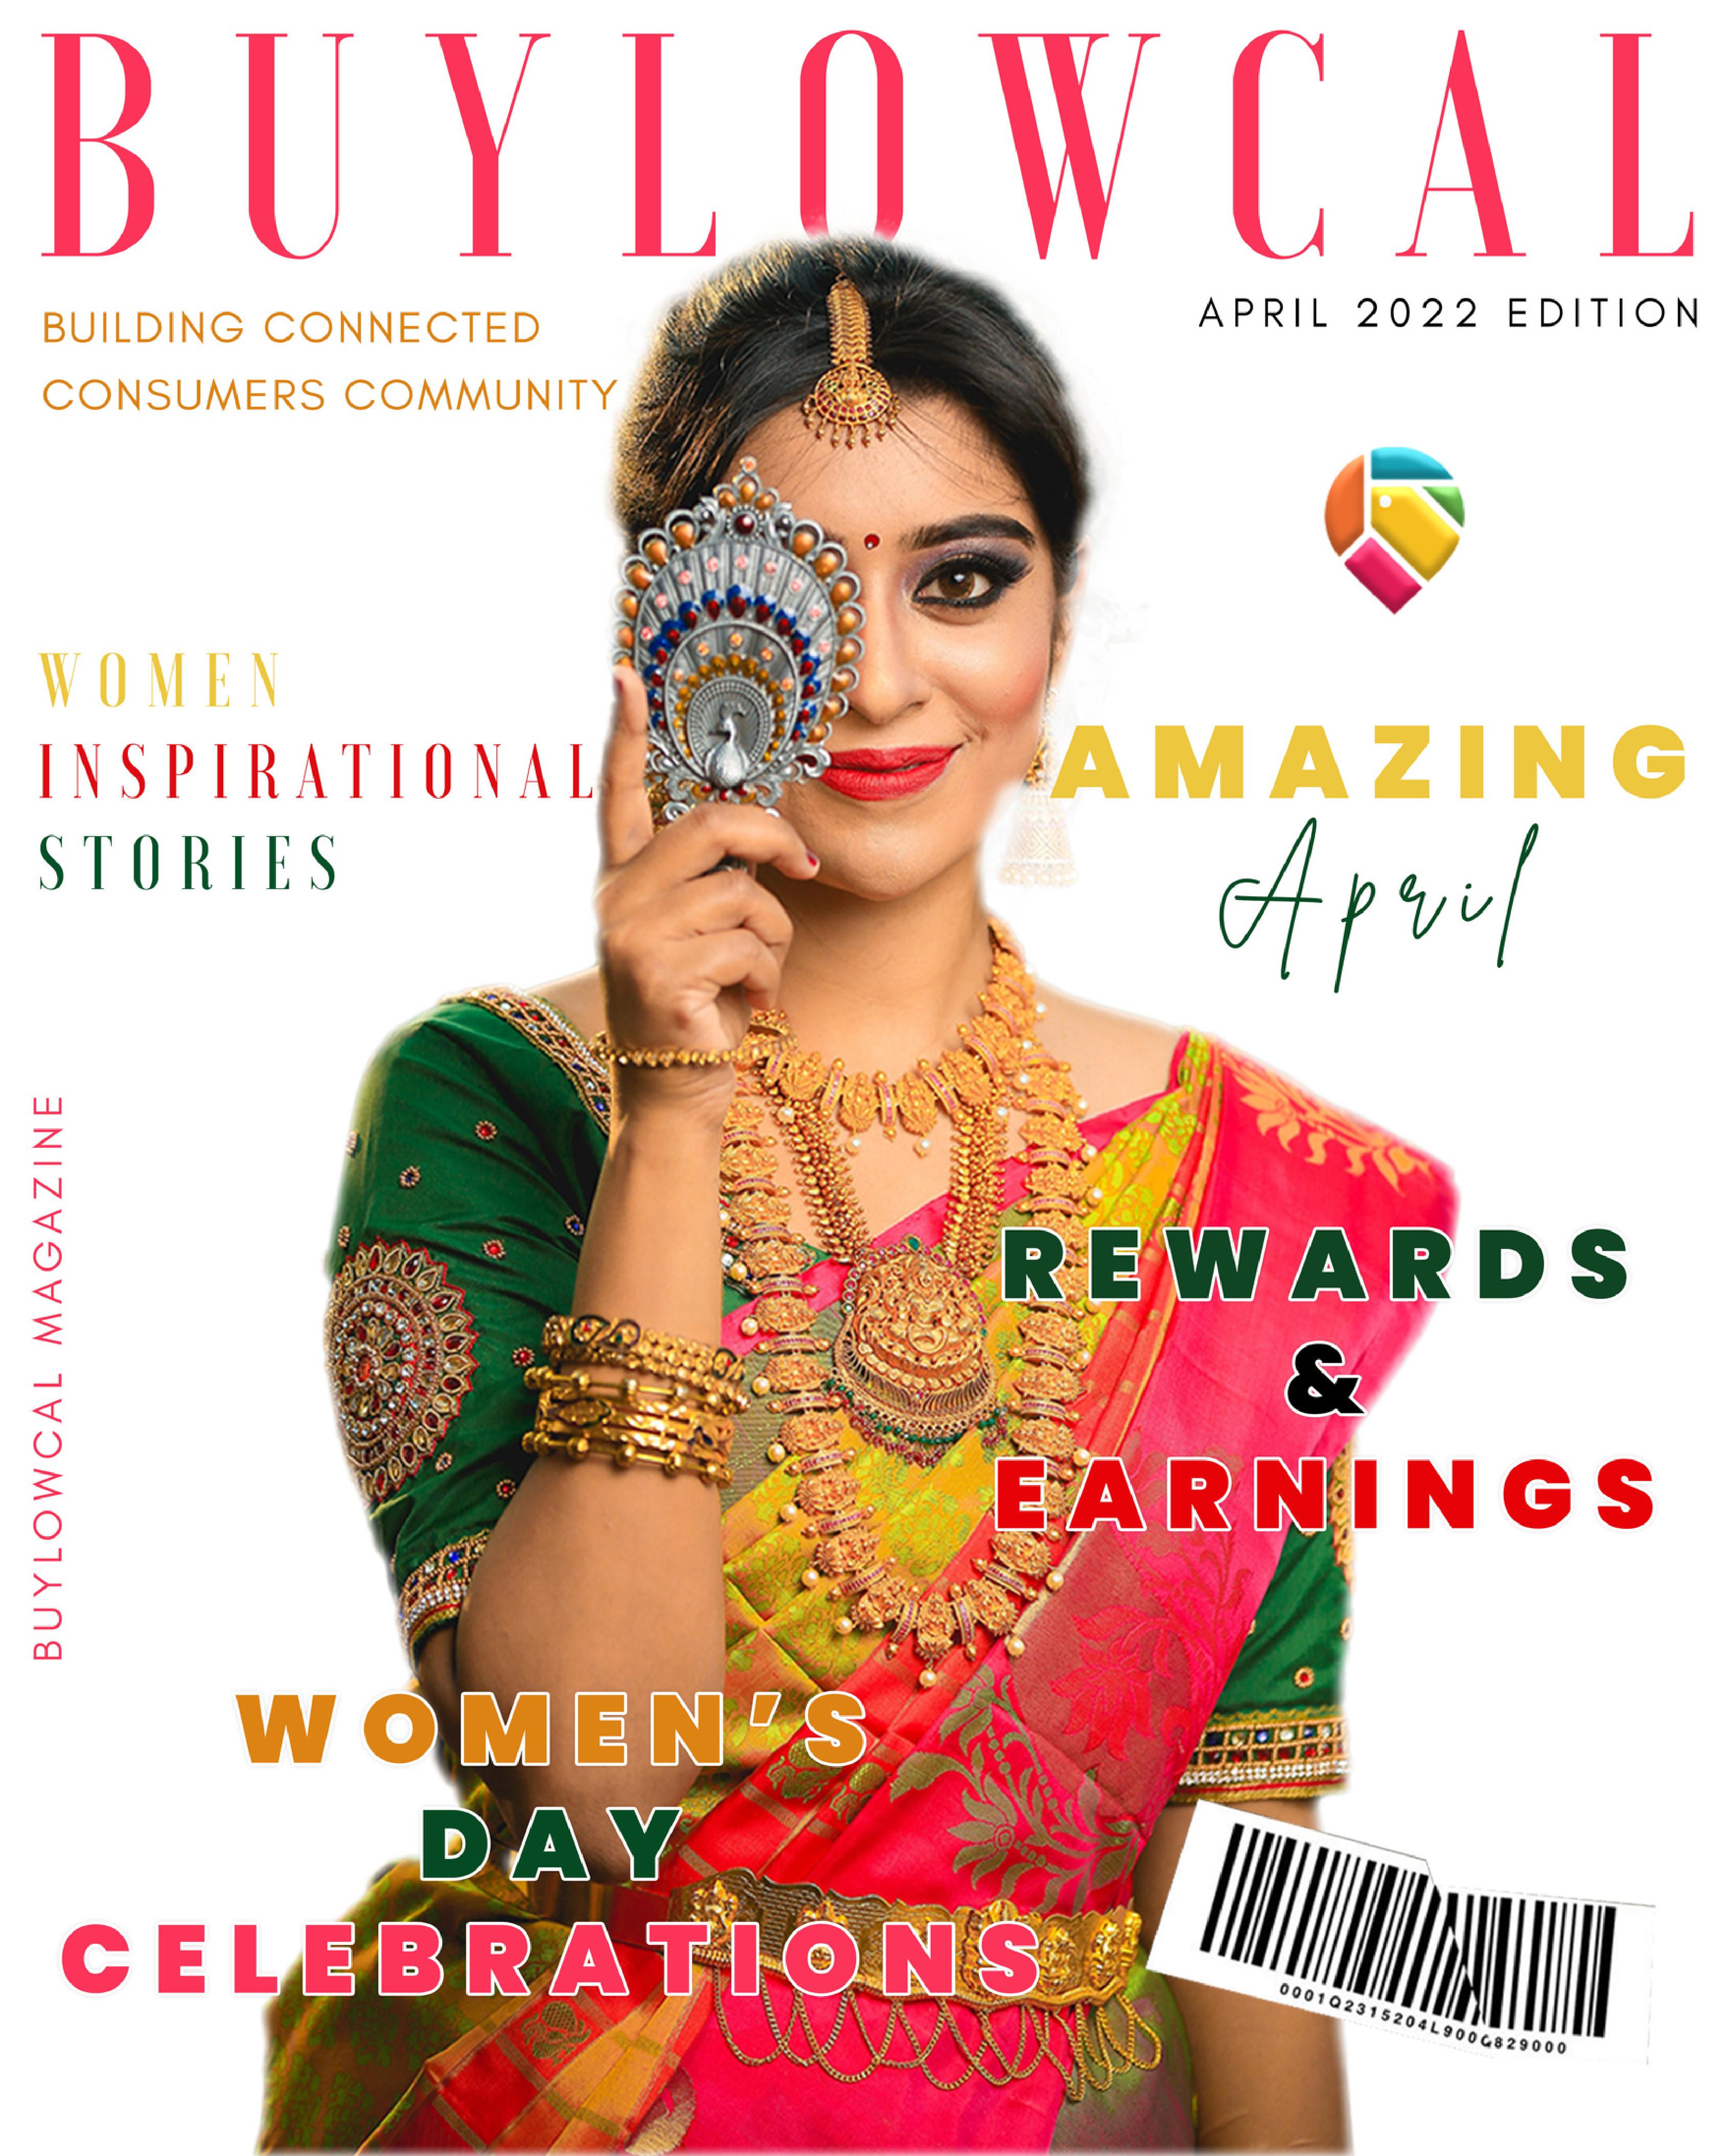 BUYLOWCAL
BUILDING CONNECTED
CONSUMERS COMMUNITY
APRIL 2022 EDITION
WOMEN
INSPIRATIONAL
STORIES
AMAZING
April
BUYLOWCAL MAGAZINE
REWARDS
&
EARNINGS
WOMEN'S
DAY
CELEBRATIONS